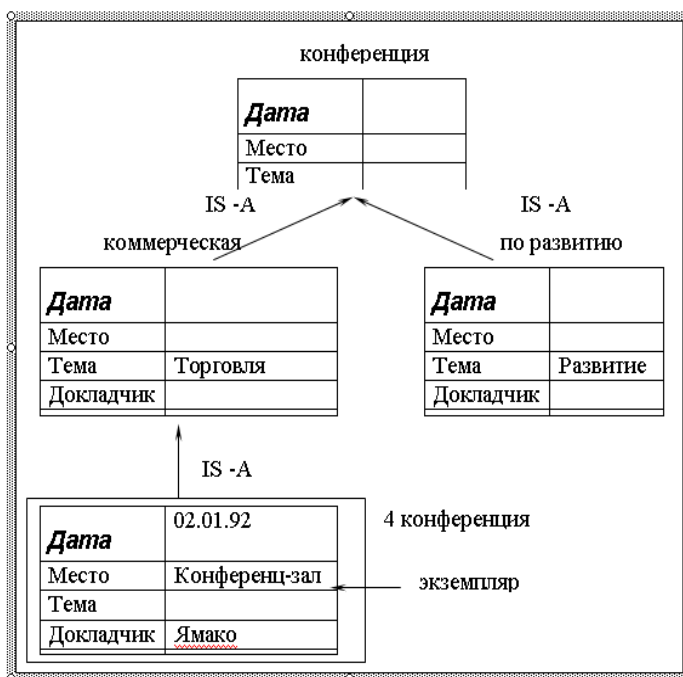 конференция
Дата
Место
Тема
IS -A
IS -A
коммерческая
по развитию
Дата
Место
Тема Торговля
Докладчик
Дата
Место
Тема Развитие
Докладчик
IS -A
4 конференция
Дата 02.01.92
Место Конференц-зал
экземпляр
Тема
Докладчик Ямако